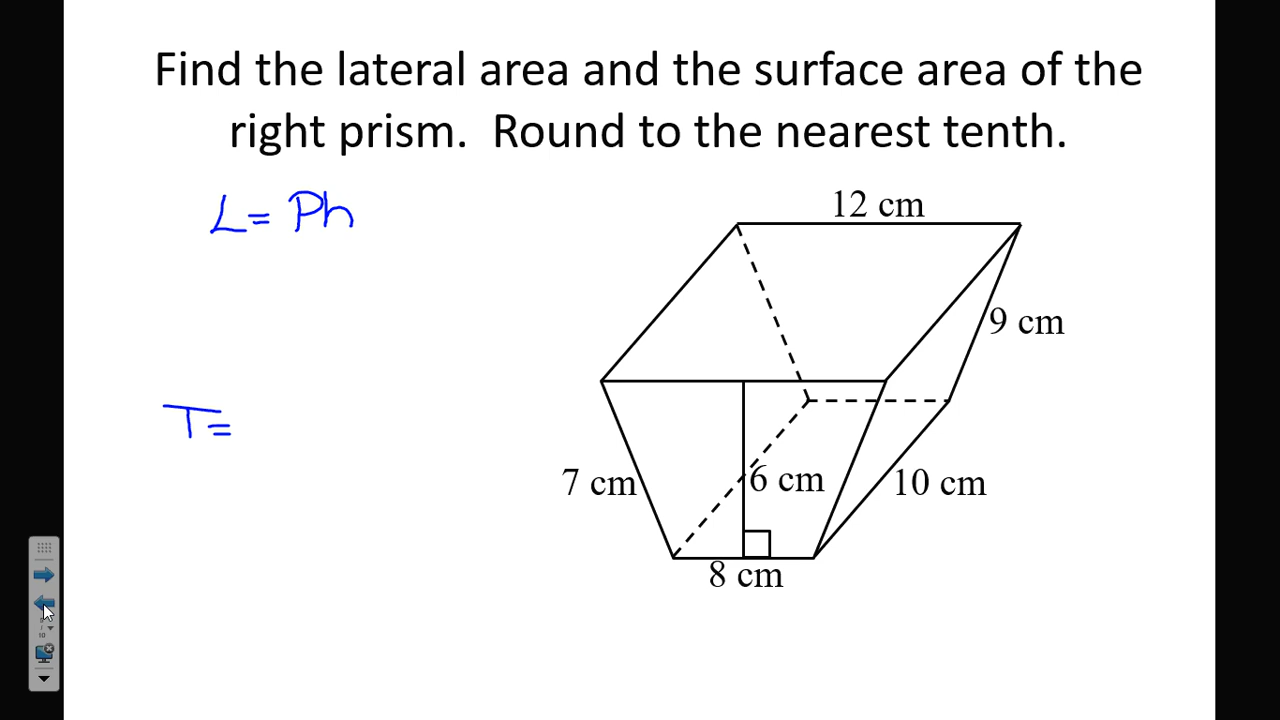 Find the lateral area and the surface area of the
right prism.  Round to the nearest tenth.
L= Ph
12 cm
9 cm
T=
7 cm
6 cm
10 cm
8 cm